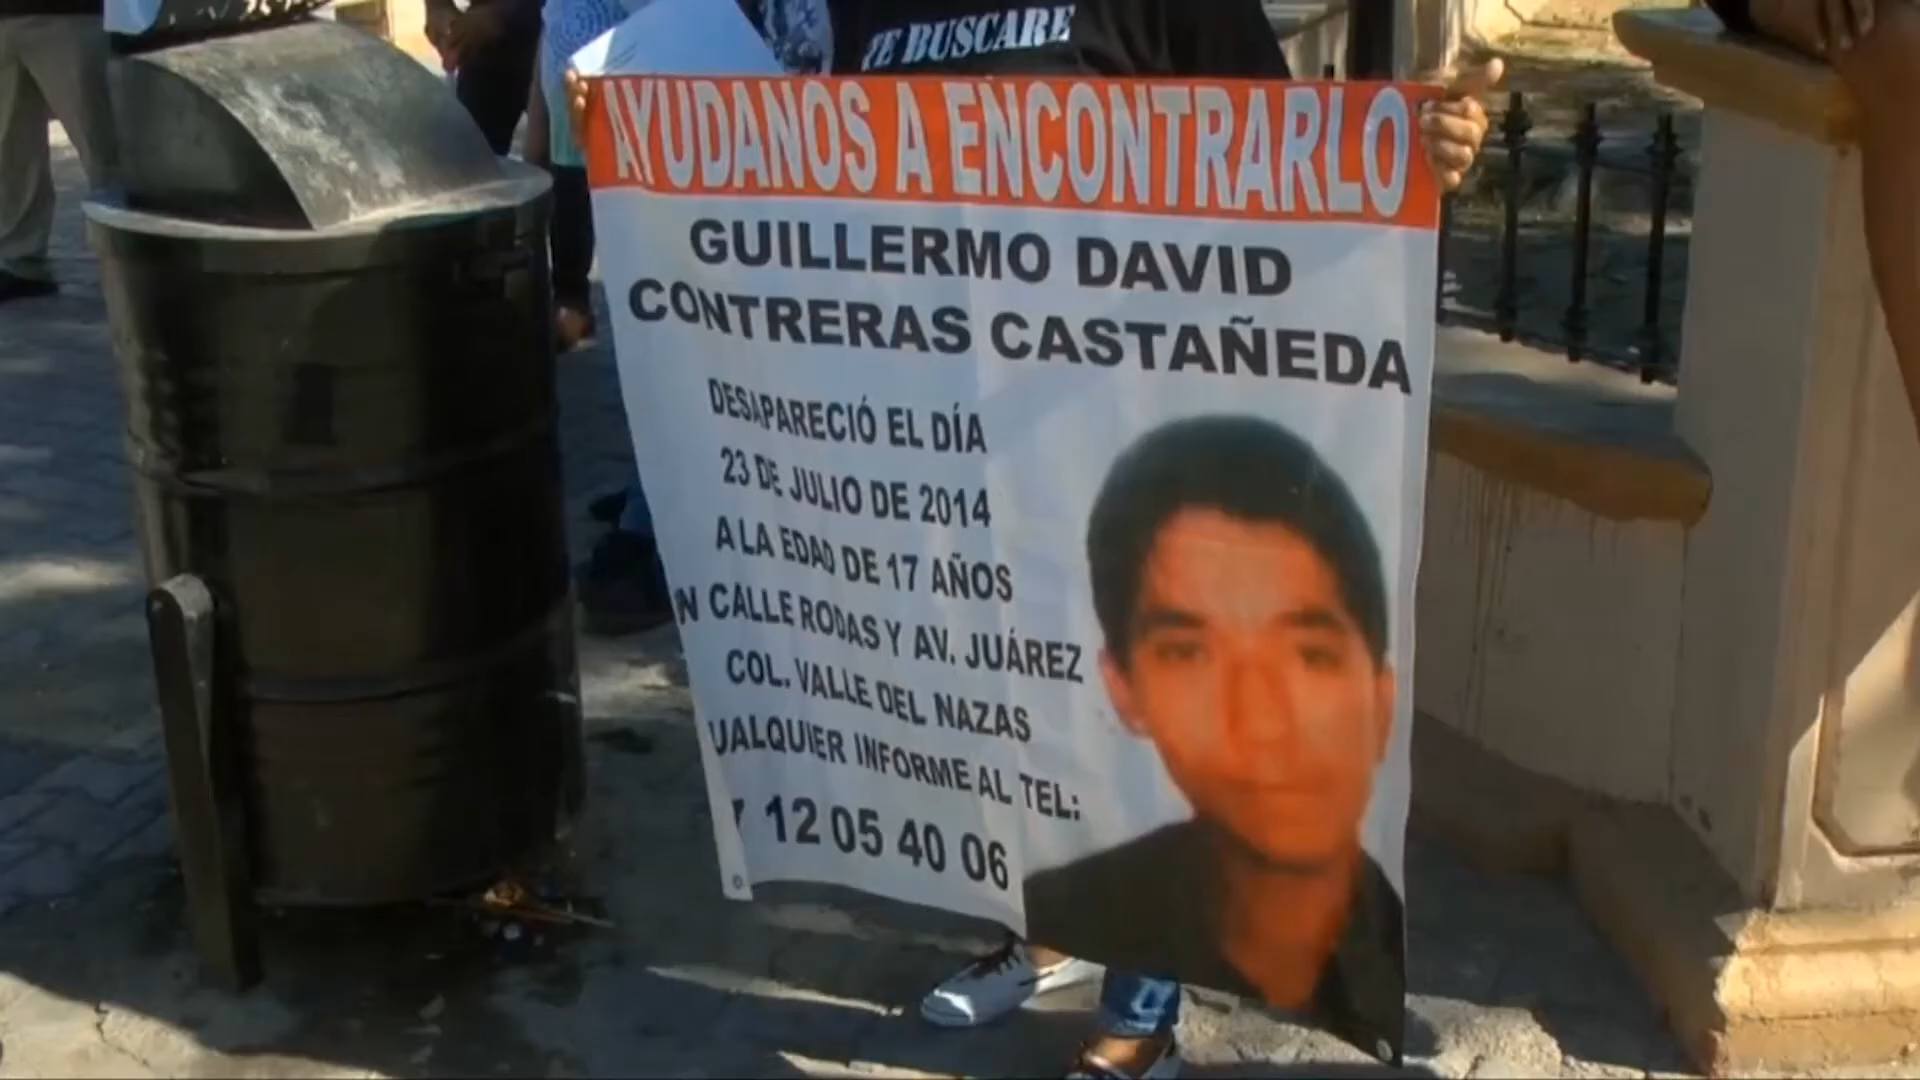 TE BUSCARE
AYUDANOS A ENCONTRARLO
GUILLERMO DAVID
CONTRERAS CASTAÑEDA
DESAPARECIÓ EL DÍA
23 DE JULIO DE 2014
A LA EDAD DE 17 AÑOS
N CALLE RODAS Y AV. JUÁREZ
COL. VALLE DEL NAZAS
UALQUIER INFORME AL TEL:
7 12 05 40 06